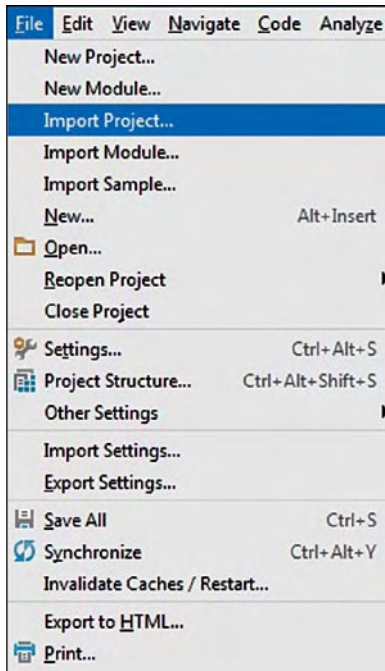 File Edit View Navigate Code Analyze
New Project...
New Module...
Import Project...
Import Module...
Import Sample...
New... Alt+Insert
Open...
Reopen Project
Close Project
Settings... Ctrl+Alt+S
Project Structure... Ctrl+Alt+Shift+S
Other Settings
Import Settings...
Export Settings...
Save All Ctrl+S
Synchronize Ctrl+Alt+Y
Invalidate Caches / Restart...
Export to HTML...
Print...